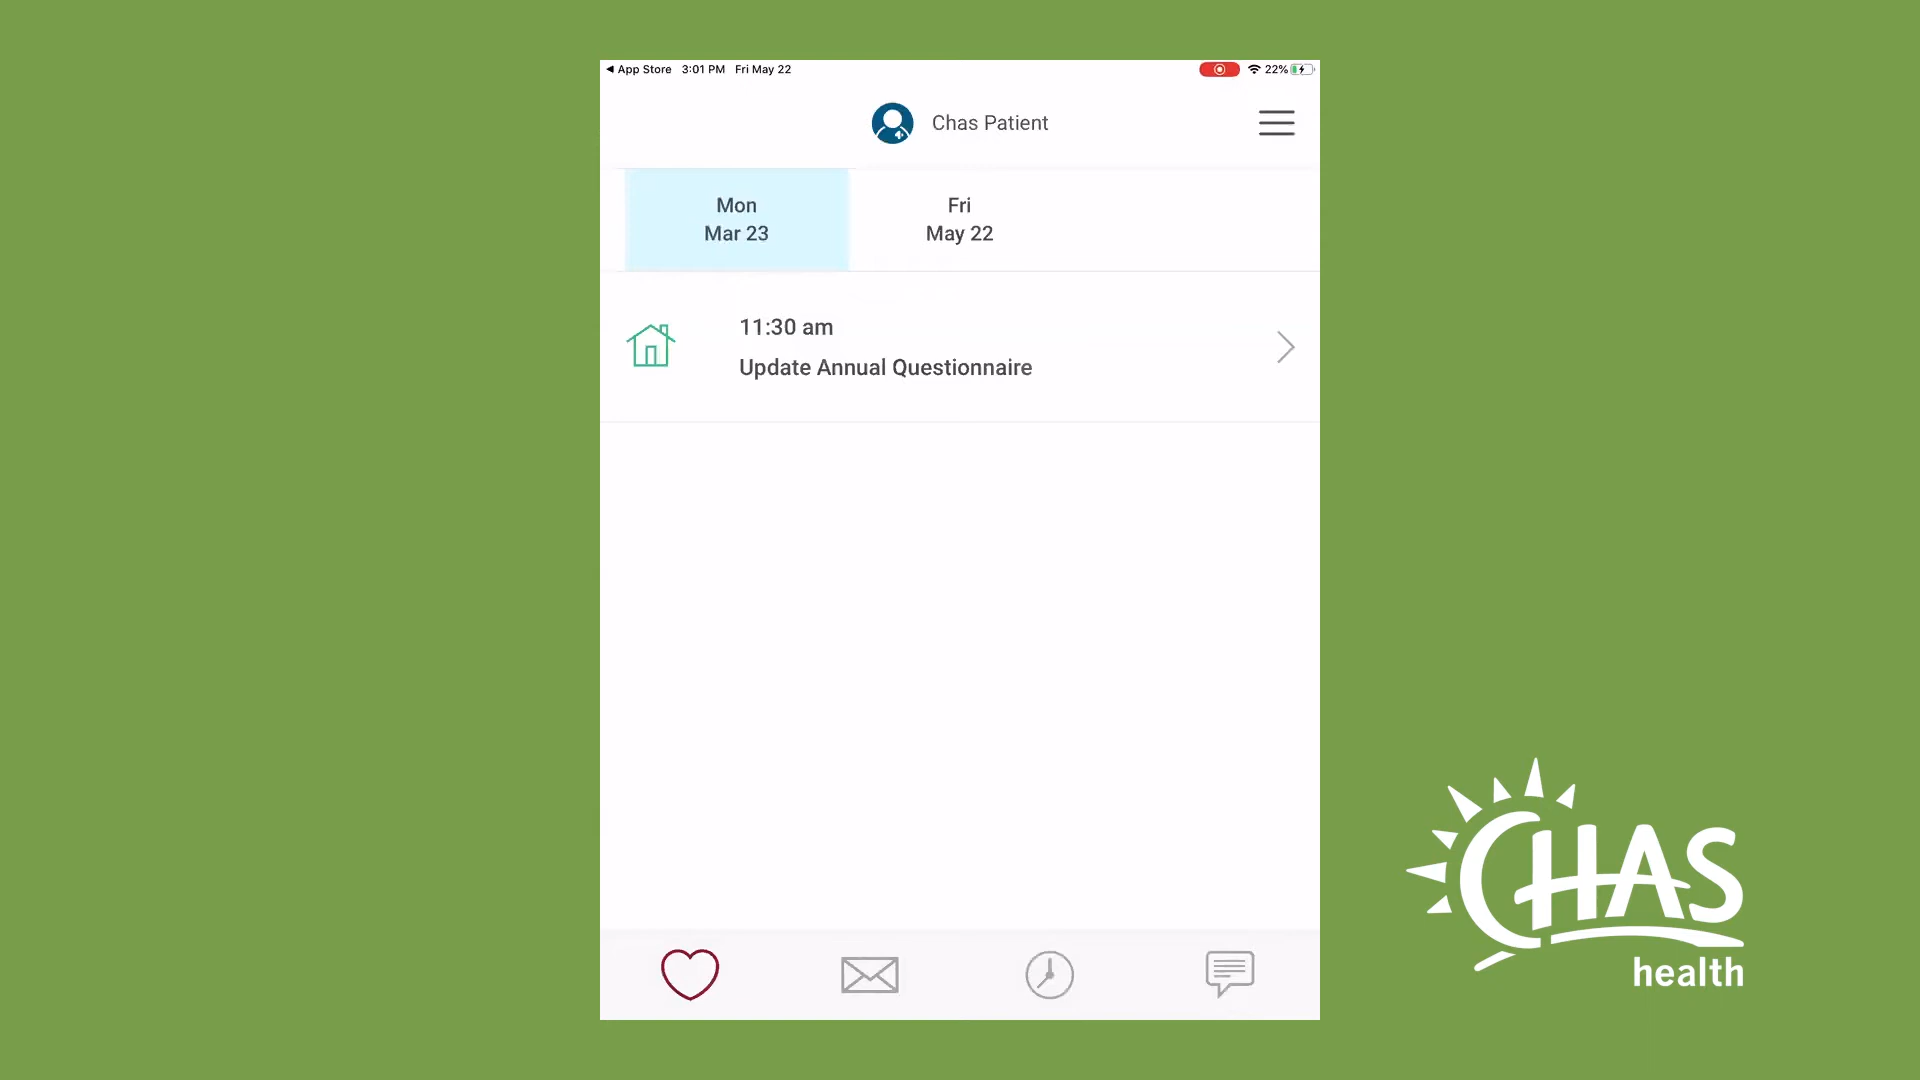 App Store 3:01 PM Fri May 22 22%
Chas Patient
Mon
Mar 23
Fri
May 22
11:30 am
Update Annual Questionnaire
CHAS
health